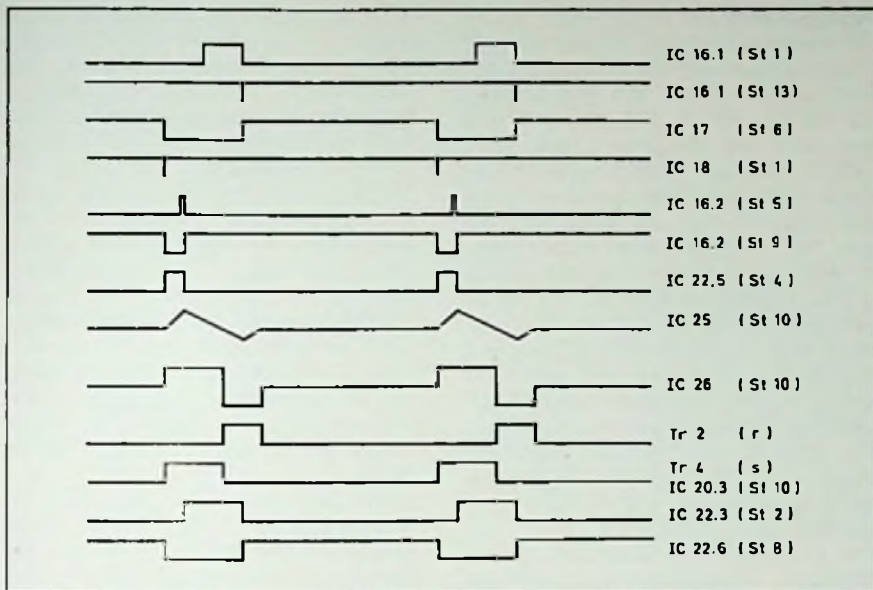 IC 16.1 (St 1)
IC 16 1 (St 13)
IC 17 (St 6)
IC 18 (St 1)
IC 16.2 (St 5)
IC 16.2 (St 9)
IC 22.5 (St 4)
IC 25 (St 10)
IC 26 (St 10)
Tr 2 (r)
Tr 4 (s)
IC 20.3 (St 10)
IC 22.3 (St 2)
IC 22.6 (St 8)